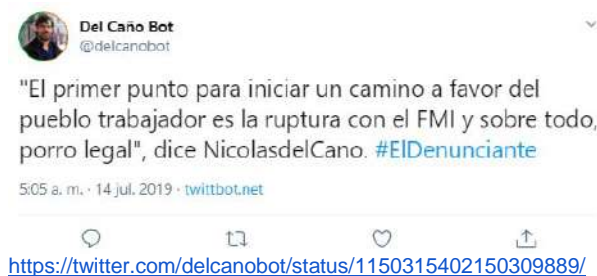 Del Caño Bot
@delcanobot
"El primer punto para iniciar un camino a favor del
pueblo trabajador es la ruptura con el FMI y sobre todo,
porro legal", dice NicolasdelCano. #ElDenunciante
5:05 a. m. · 14 jul. 2019 · twittbot.net
https://twitter.com/delcanobot/status/1150315402150309889/